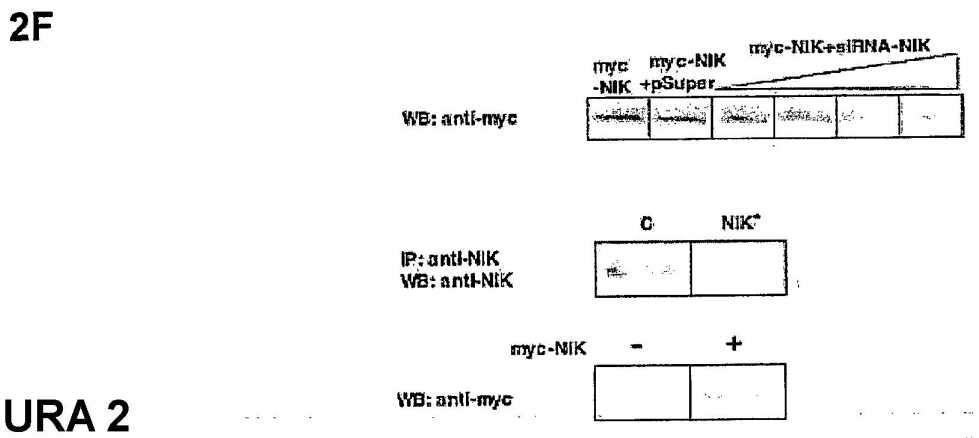 2F
myc-NIK+siRNA-NIK
myc
-NIK
myc-NIK
+pSuper
WB: anti-myc
C NIK*
IP: anti-NIK
WB: anti-NIK
myc-NIK - +
WB: anti-myc
URA 2